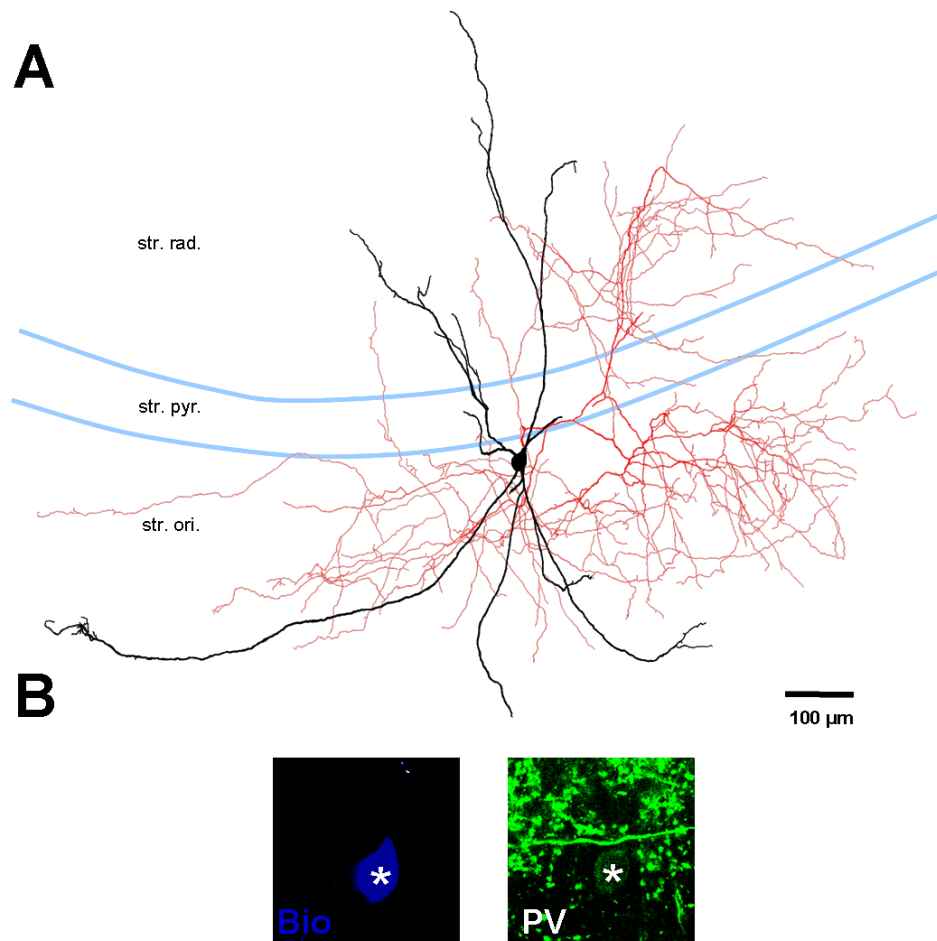 A
str. rad.
str. pyr.
str. ori.
B
100 µm
Bio
*
PV
*